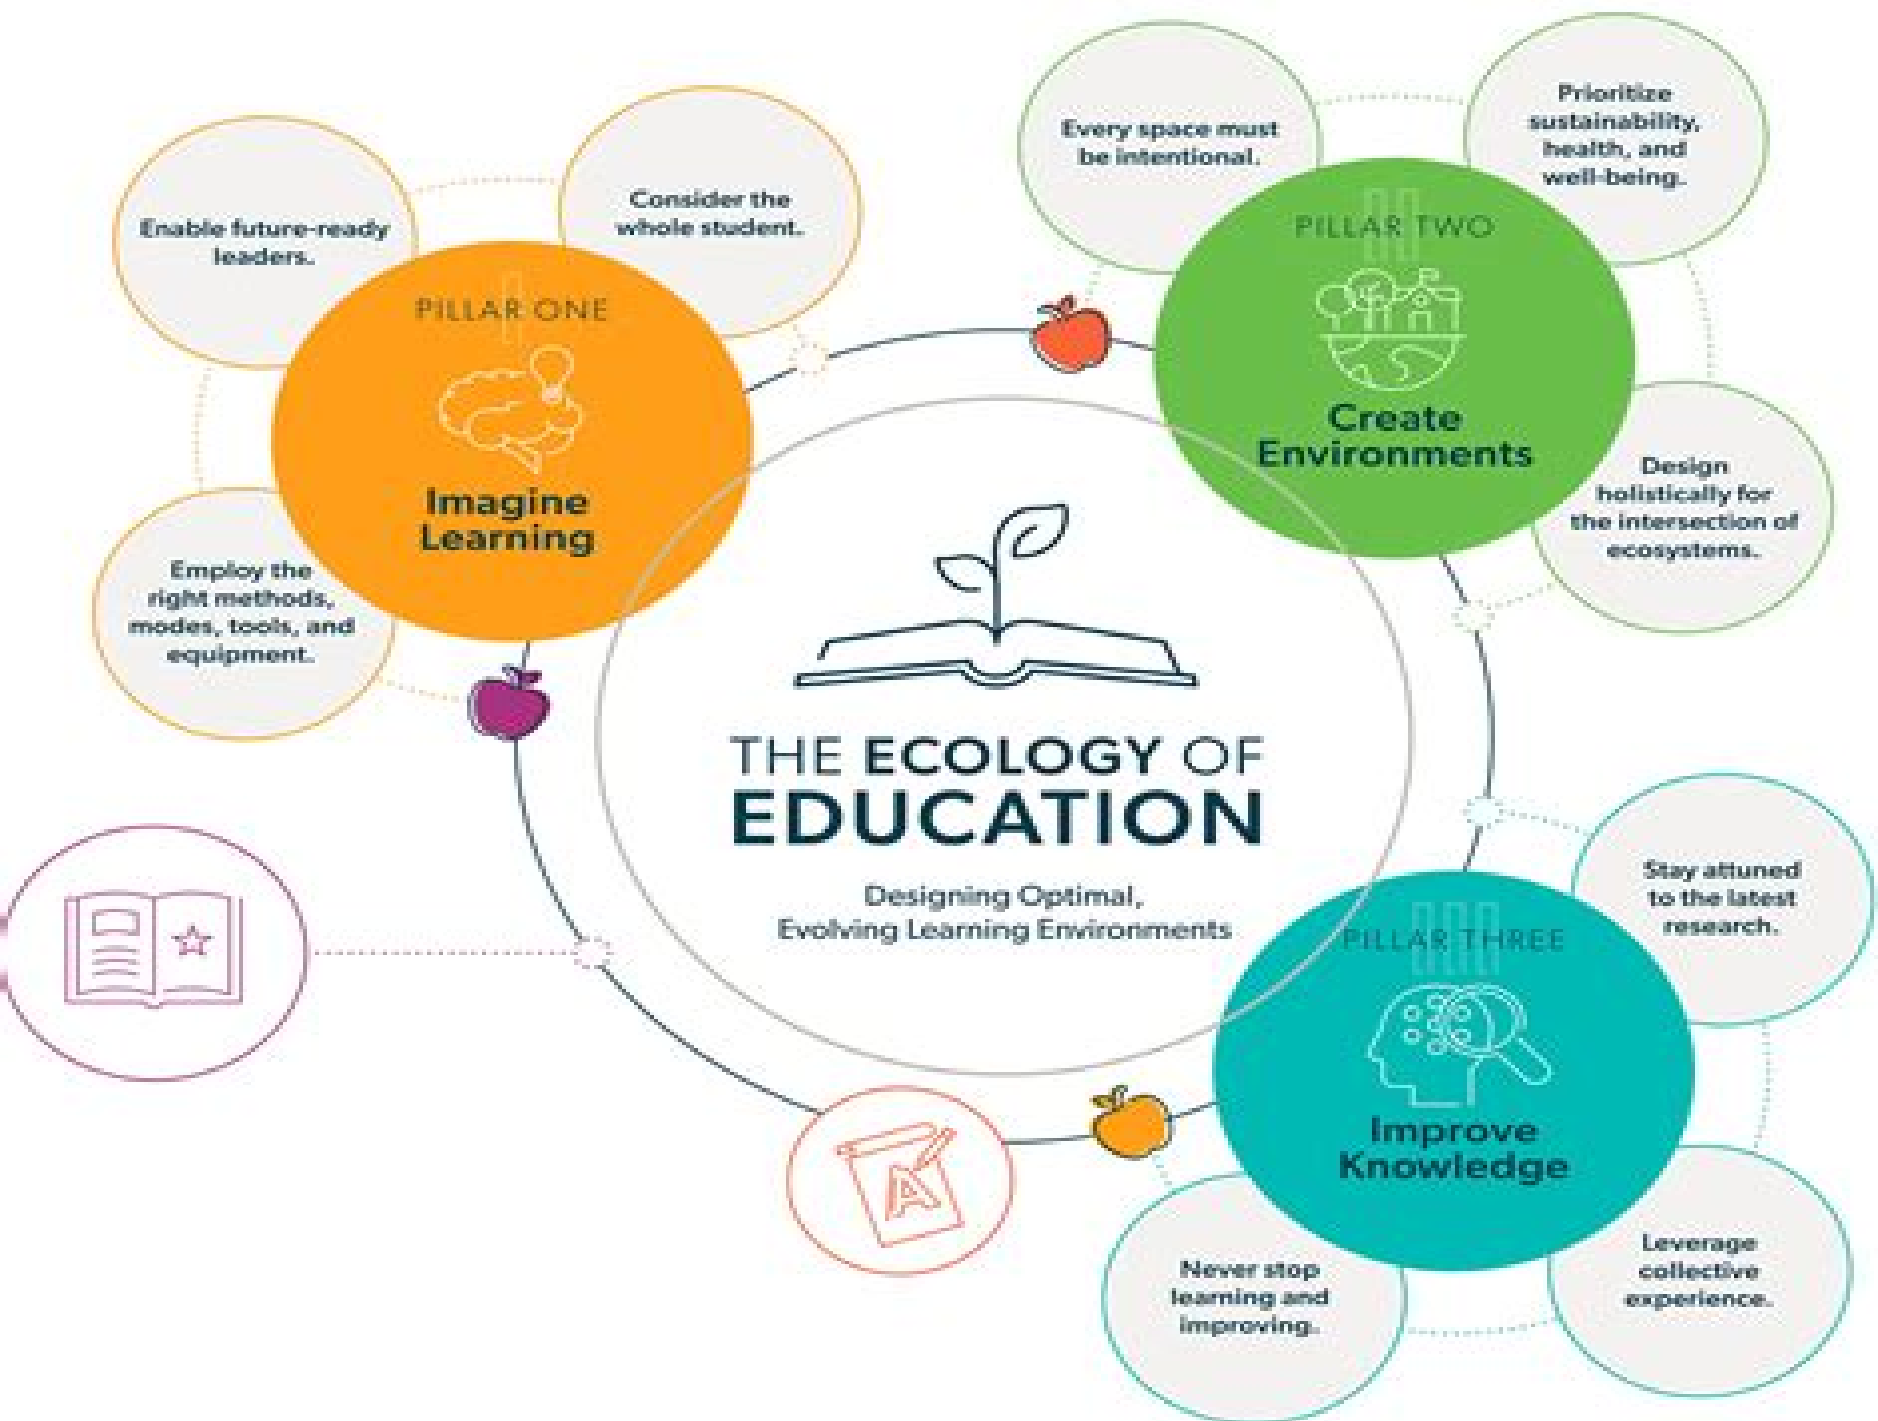 Enable future-ready
leaders.
Consider the
whole student.
PILLAR ONE
Imagine
Learning
Employ the
right methods,
modes, tools, and
equipment.
Every space must
be intentional.
Prioritize
sustainability,
health, and
well-being.
PILLAR TWO
Create
Environments
Design
holistically for
the intersection of
ecosystems.
THE ECOLOGY OF
EDUCATION
Designing Optimal,
Evolving Learning Environments
Stay attuned
to the latest
research.
PILLAR THREE
Improve
Knowledge
Leverage
collective
experience.
Never stop
learning and
improving.
A